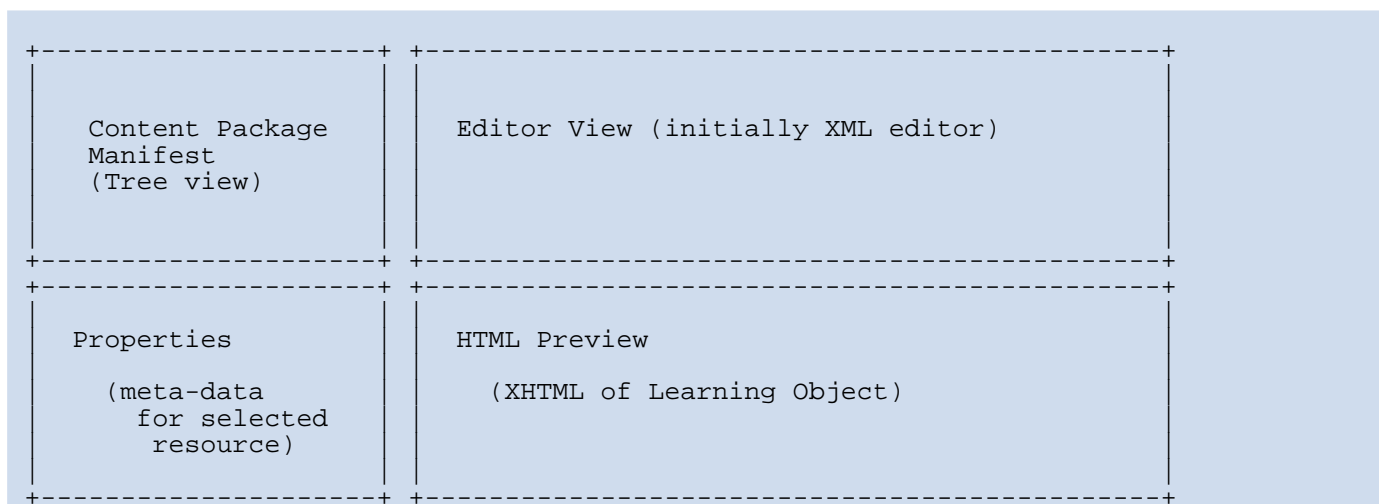 Content Package
Manifest
(Tree view)
Editor View (initially XML editor)
Properties
(meta-data
for selected
resource)
HTML Preview
(XHTML of Learning Object)